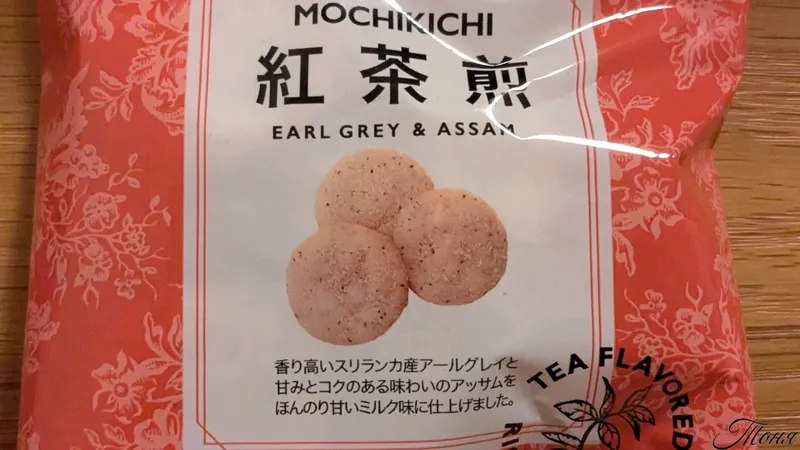 MOCHIKICHI
紅茶煎
EARL GREY & ASSAM
香り高いスリランカ産アールグレイと
甘みとコクのある味わいのアッサムを
ほんのり甘いミルク味に仕上げました。
TEA FLAVORED
Тоня